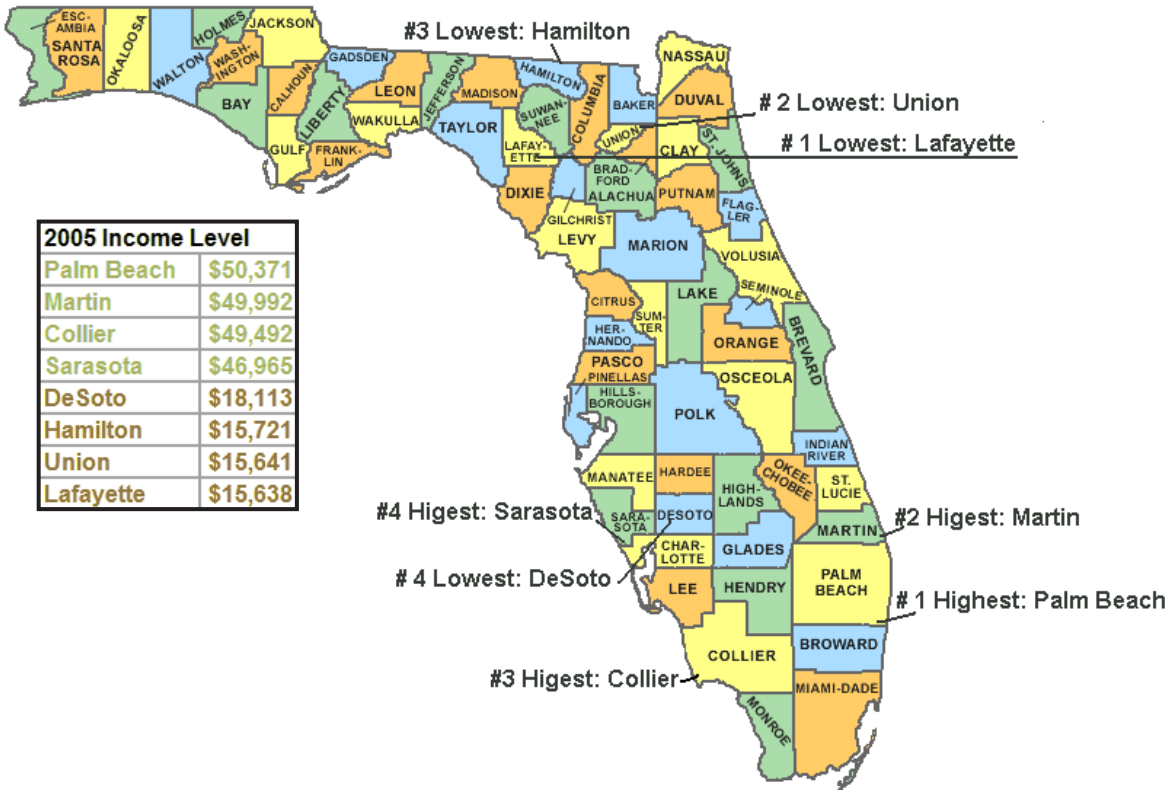 #3 Lowest: Hamilton
# 2 Lowest: Union
# 1 Lowest: Lafayette
ESC-
AMBIA
SANTA
ROSA
OKALOOSA
WALTON
HOLMES
WASH-
INGTON
JACKSON
BAY
CALHOUN
GULF
LIBERTY
GADSDEN
FRANK-
LIN
LEON
WAKULLA
JEFFERSON
MADISON
TAYLOR
HAMILTON
SUWAN-
NEE
LAFAY-
ETTE
DIXIE
COLUMBIA
BAKER
UNION
NASSAU
DUVAL
CLAY
ST. JOHNS
BRAD-
FORD
ALACHUA
PUTNAM
FLAG-
LER
GILCHRIST
LEVY
MARION
VOLUSIA
SEMINOLE
LAKE
CITRUS
SUM-
TER
HER-
NANDO
ORANGE
BREVARD
PASCO
PINELLAS
OSCEOLA
HILLS-
BOROUGH
POLK
INDIAN
RIVER
MANATEE
HARDEE
HIGH-
LANDS
OKEE-
CHOBEE
ST.
LUCIE
SARA-
SOTA
DESOTO
MARTIN
CHAR-
LOTTE
GLADES
LEE
HENDRY
PALM
BEACH
COLLIER
BROWARD
MIAMI-DADE
MONROE
2005 Income Level
Palm Beach $50,371
Martin $49,992
Collier $49,492
Sarasota $46,965
DeSoto $18,113
Hamilton $15,721
Union $15,641
Lafayette $15,638
#4 Higest: Sarasota
#2 Higest: Martin
# 4 Lowest: DeSoto
# 1 Highest: Palm Beach
#3 Higest: Collier